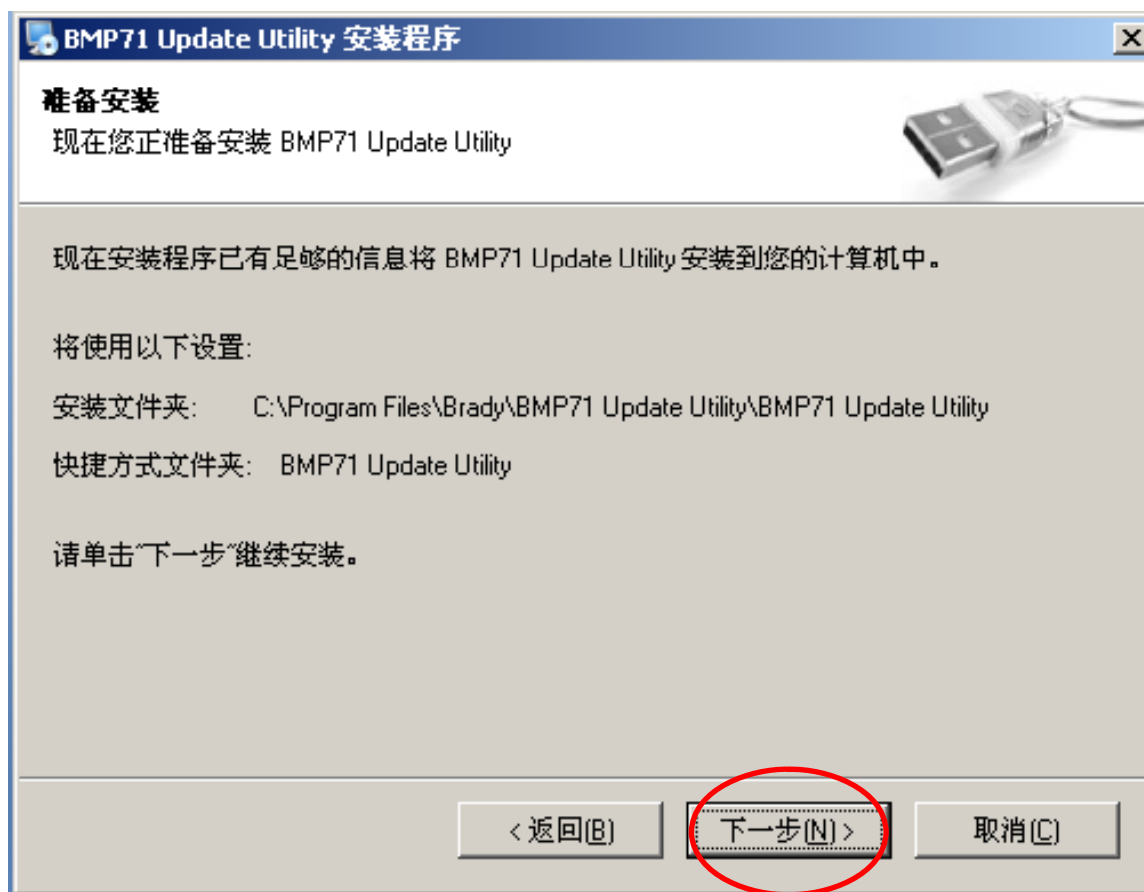 BMP71 Update Utility 安装程序
准备安装
现在您正准备安装 BMP71 Update Utility
现在安装程序已有足够的信息将 BMP71 Update Utility 安装到您的计算机中。
将使用以下设置:
安装文件夹: C:\Program Files\Brady\BMP71 Update Utility\BMP71 Update Utility
快捷方式文件夹: BMP71 Update Utility
请单击“下一步”继续安装。
< 返回(B)
下一步(N) >
取消(C)